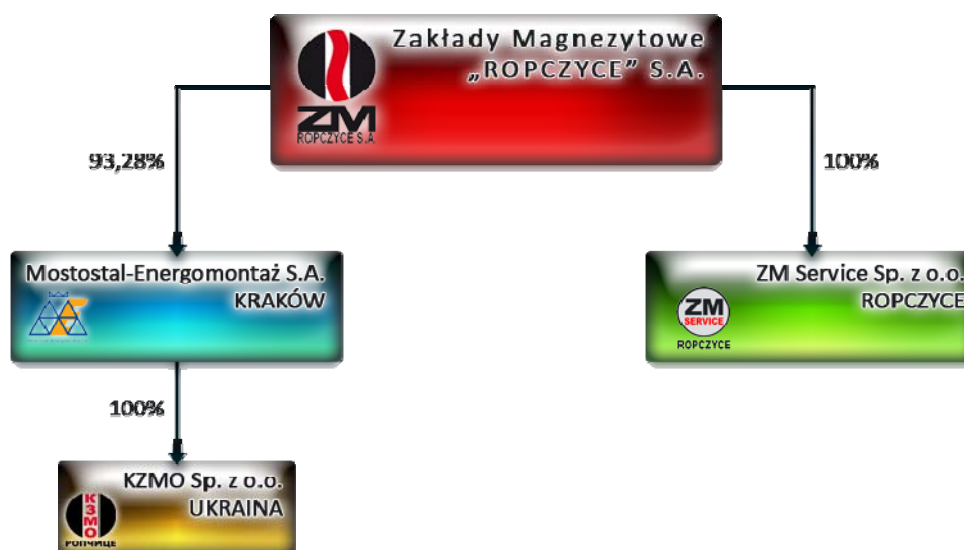 Zakłady Magnezytowe
„ROPCZYCE” S.A.
ZM
ROPCZYCE S.A
93,28%
100%
Mostostal-Energomontaż S.A.
KRAKÓW
ZM Service Sp. z o.o.
ROPCZYCE
ZM
SERVICE
ROPCZYCE
100%
KZMO Sp. z o.o.
UKRAINA
КЗМО
РОПЧИЦЕ